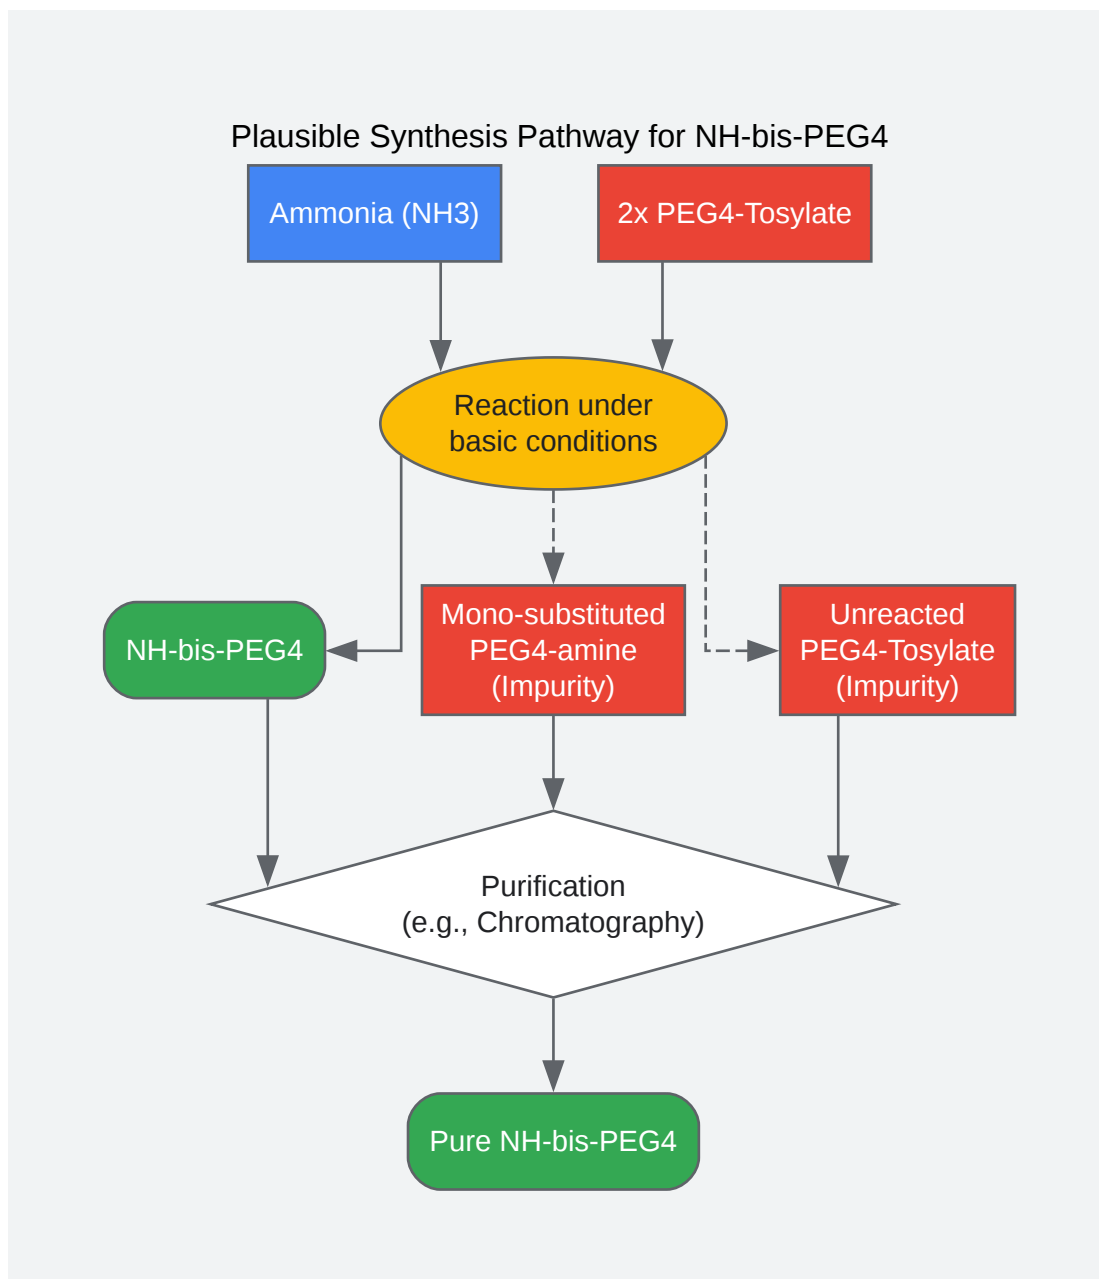 Plausible Synthesis Pathway for NH-bis-PEG4
Ammonia (NH3)
2x PEG4-Tosylate
Reaction under
basic conditions
NH-bis-PEG4
Mono-substituted
PEG4-amine
(Impurity)
Unreacted
PEG4-Tosylate
(Impurity)
Purification
(e.g., Chromatography)
Pure NH-bis-PEG4